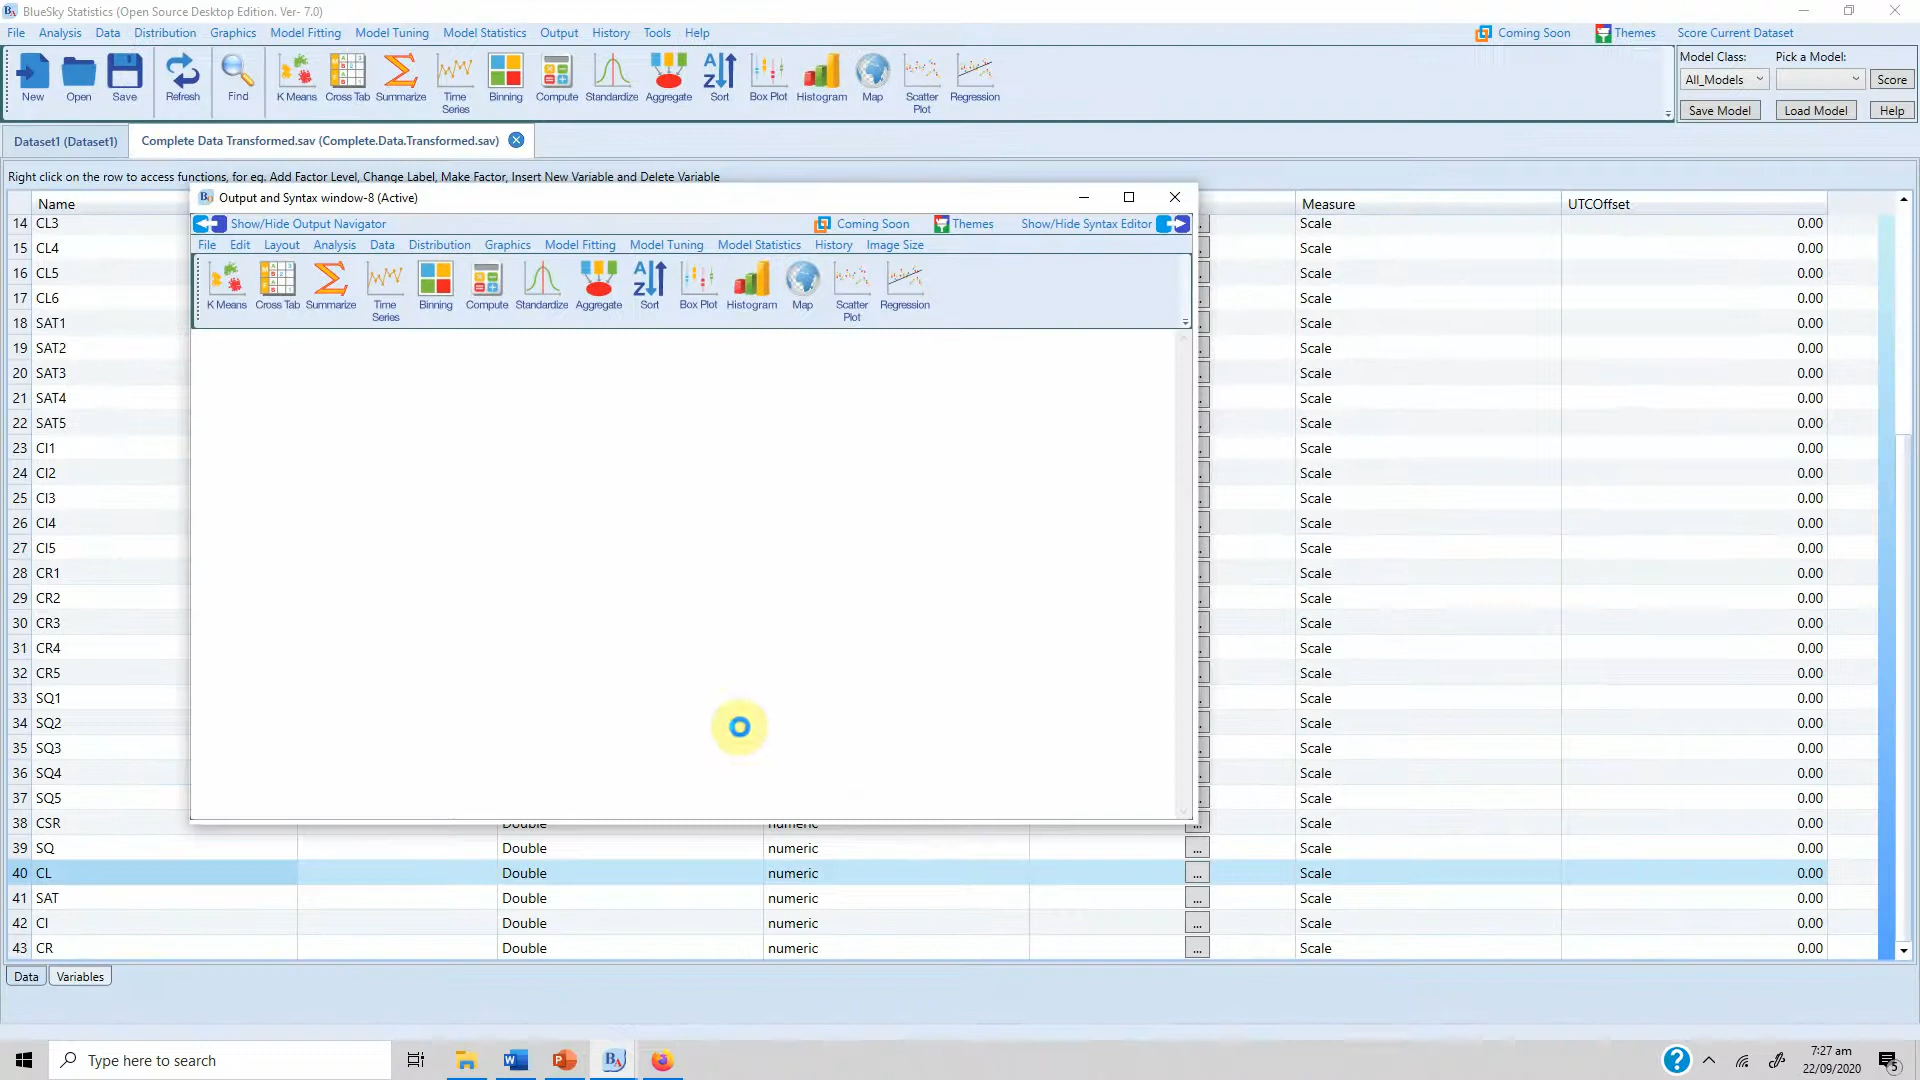 BlueSky Statistics (Open Source Desktop Edition. Ver- 7.0)
File Analysis Data Distribution Graphics Model Fitting Model Tuning Model Statistics Output History Tools Help
Coming Soon Themes Score Current Dataset
New Open Save Refresh Find K Means Cross Tab Summarize Time Series Binning Compute Standardize Aggregate Sort Box Plot Histogram Map Scatter Plot Regression
Model Class: Pick a Model:
All_Models Score
Save Model Load Model Help
Dataset1 (Dataset1) Complete Data Transformed.sav (Complete.Data.Transformed.sav)
Right click on the row to access functions, for eg. Add Factor Level, Change Label, Make Factor, Insert New Variable and Delete Variable
Name Measure UTCOffset
Output and Syntax window-8 (Active)
Show/Hide Output Navigator Coming Soon Themes Show/Hide Syntax Editor
File Edit Layout Analysis Data Distribution Graphics Model Fitting Model Tuning Model Statistics History Image Size
K Means Cross Tab Summarize Time Series Binning Compute Standardize Aggregate Sort Box Plot Histogram Map Scatter Plot Regression
14 CL3 Scale 0.00
15 CL4 Scale 0.00
16 CL5 Scale 0.00
17 CL6 Scale 0.00
18 SAT1 Scale 0.00
19 SAT2 Scale 0.00
20 SAT3 Scale 0.00
21 SAT4 Scale 0.00
22 SAT5 Scale 0.00
23 CI1 Scale 0.00
24 CI2 Scale 0.00
25 CI3 Scale 0.00
26 CI4 Scale 0.00
27 CI5 Scale 0.00
28 CR1 Scale 0.00
29 CR2 Scale 0.00
30 CR3 Scale 0.00
31 CR4 Scale 0.00
32 CR5 Scale 0.00
33 SQ1 Scale 0.00
34 SQ2 Scale 0.00
35 SQ3 Scale 0.00
36 SQ4 Scale 0.00
37 SQ5 Scale 0.00
38 CSR Double numeric ... Scale 0.00
39 SQ Double numeric ... Scale 0.00
40 CL Double numeric ... Scale 0.00
41 SAT Double numeric ... Scale 0.00
42 CI Double numeric ... Scale 0.00
43 CR Double numeric ... Scale 0.00
Data Variables
Type here to search
7:27 am
22/09/2020
5